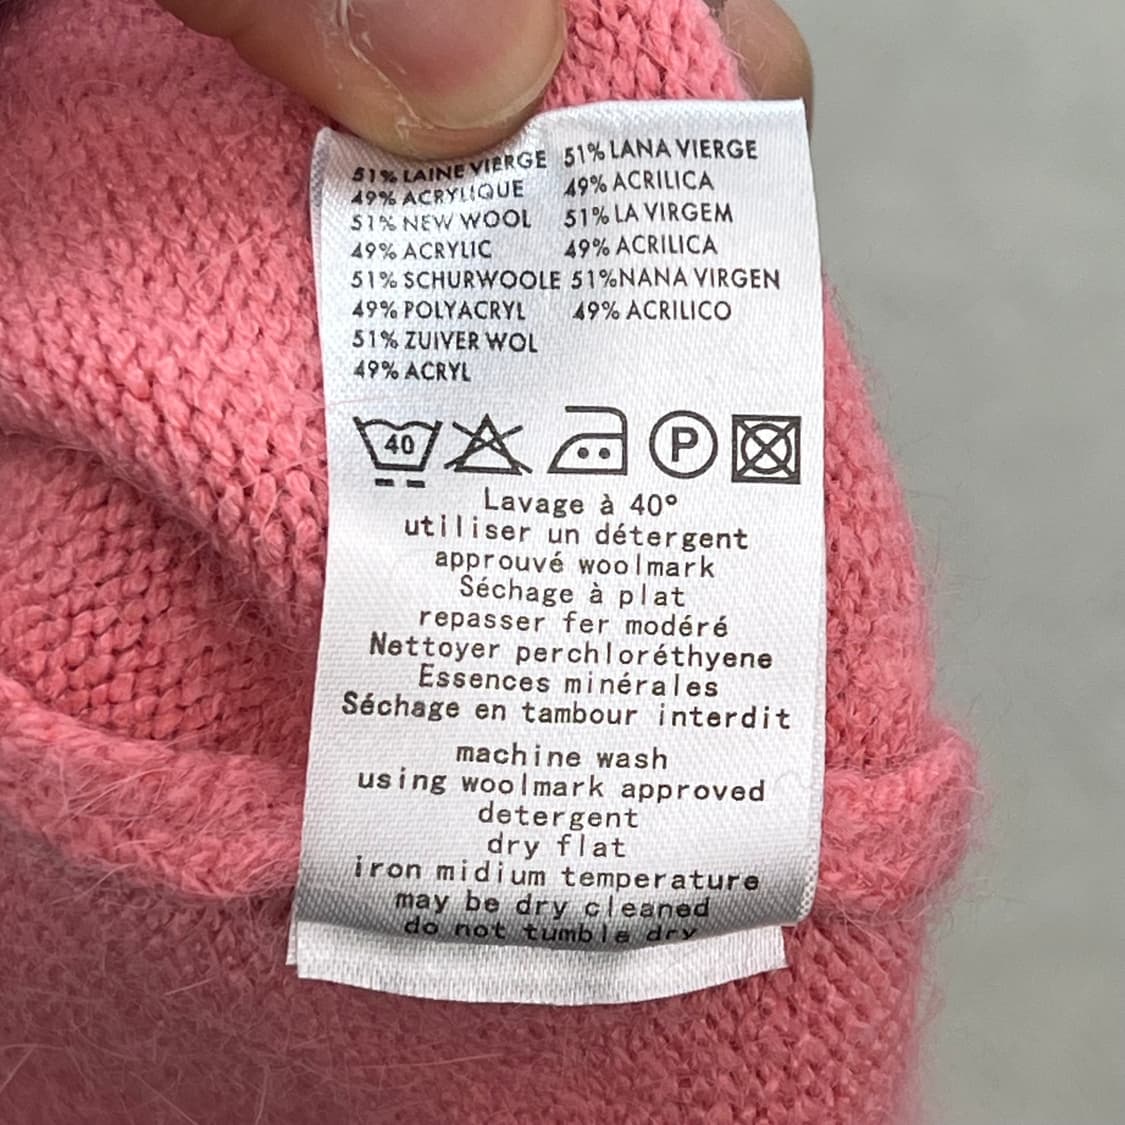 51% LAINE VIERGE
49% ACRYLIQUE
51% NEW WOOL
49% ACRYLIC
51% SCHURWOOLE
49% POLYACRYL
51% ZUIVER WOL
49% ACRYL
51% LANA VIERGE
49% ACRILICA
51% LA VIRGEM
49% ACRILICA
51%NANA VIRGEN
49% ACRILICO
40
P
Lavage à 40°
utiliser un détergent
approuvé woolmark
Séchage à plat
repasser fer modéré
Nettoyer perchloréthyene
Essences minérales
Séchage en tambour interdit
machine wash
using woolmark approved
detergent
dry flat
iron midium temperature
may be dry cleaned
do not tumble dry